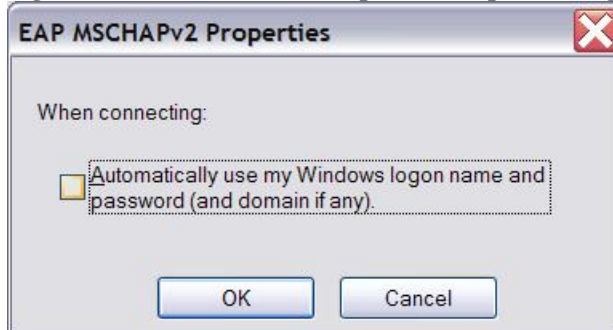 EAP MSCHAPv2 Properties
When connecting:
Automatically use my Windows logon name and
password (and domain if any).
OK
Cancel